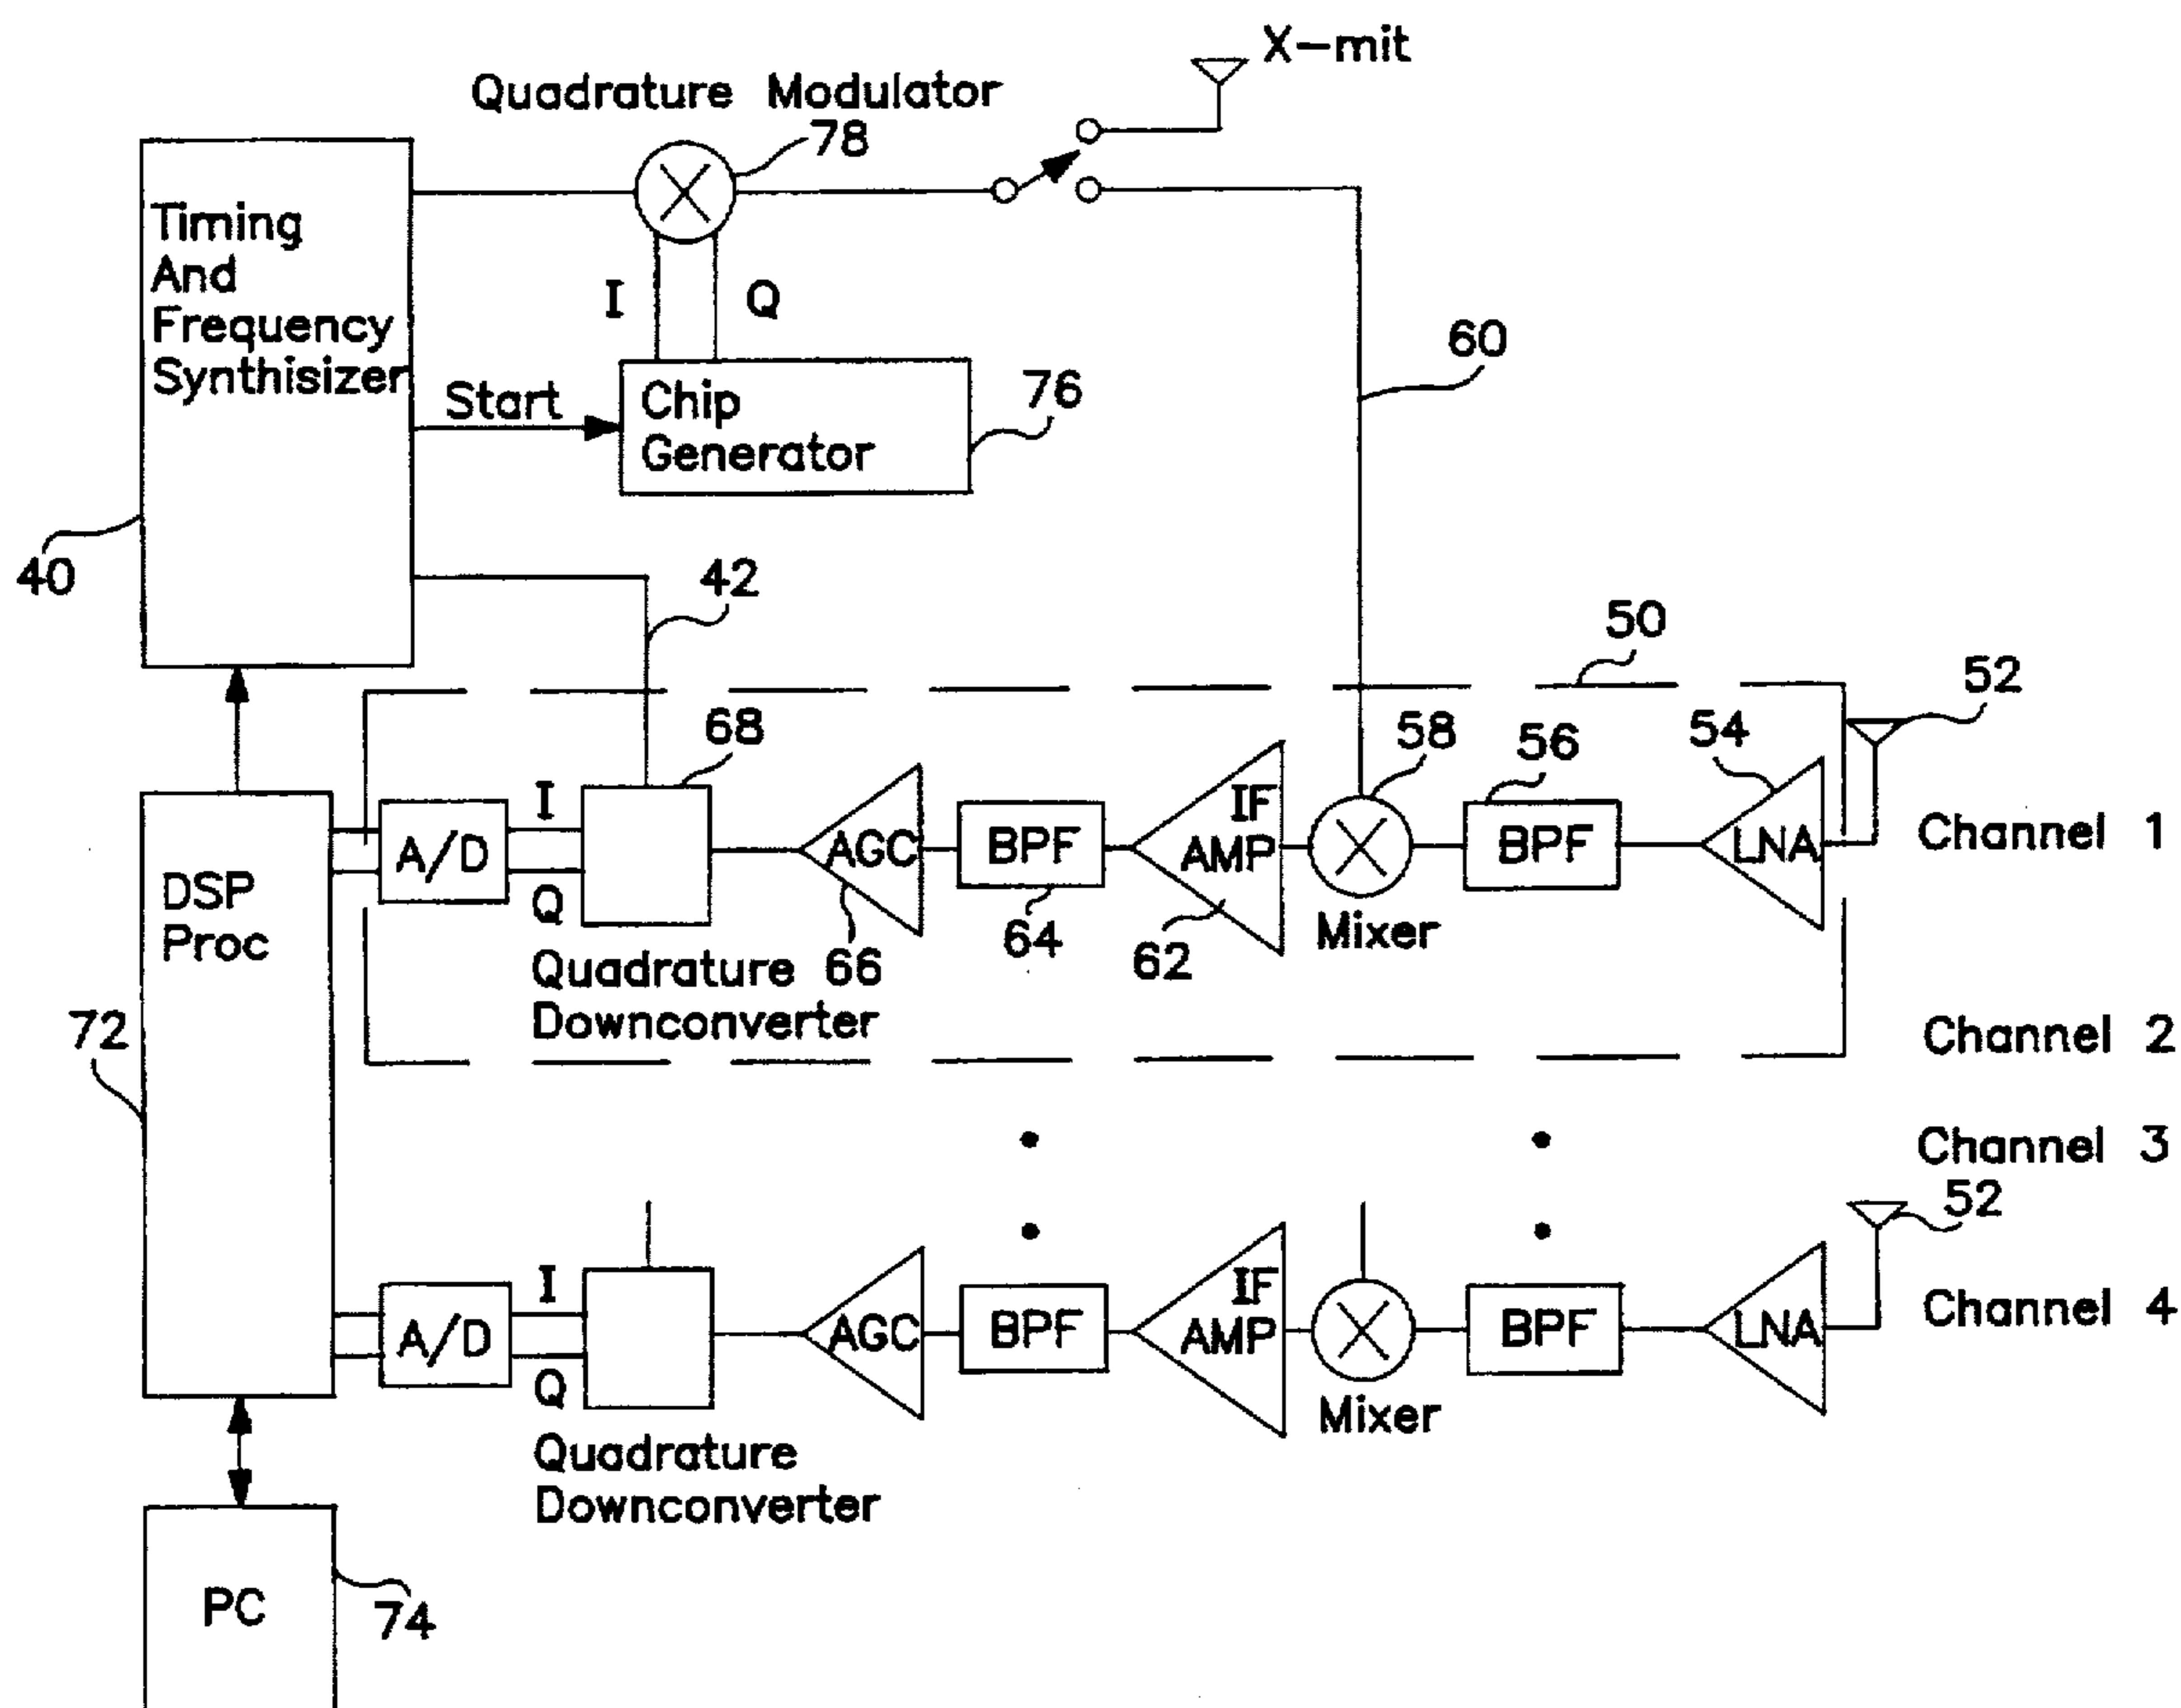 X-mit
Quadrature Modulator
78
Timing
And
Frequency
Synthisizer
I
Q
60
Start
Chip
Generator
76
40
42
50
52
68
58
56
54
I
A/D
Q
AGC
BPF
IF
AMP
BPF
LNA
Channel 1
DSP
Proc
Mixer
64
62
Quadrature
66
Downconverter
72
Channel 2
Channel 3
52
I
A/D
Q
AGC
BPF
IF
AMP
BPF
LNA
Channel 4
Mixer
Quadrature
Downconverter
PC
74